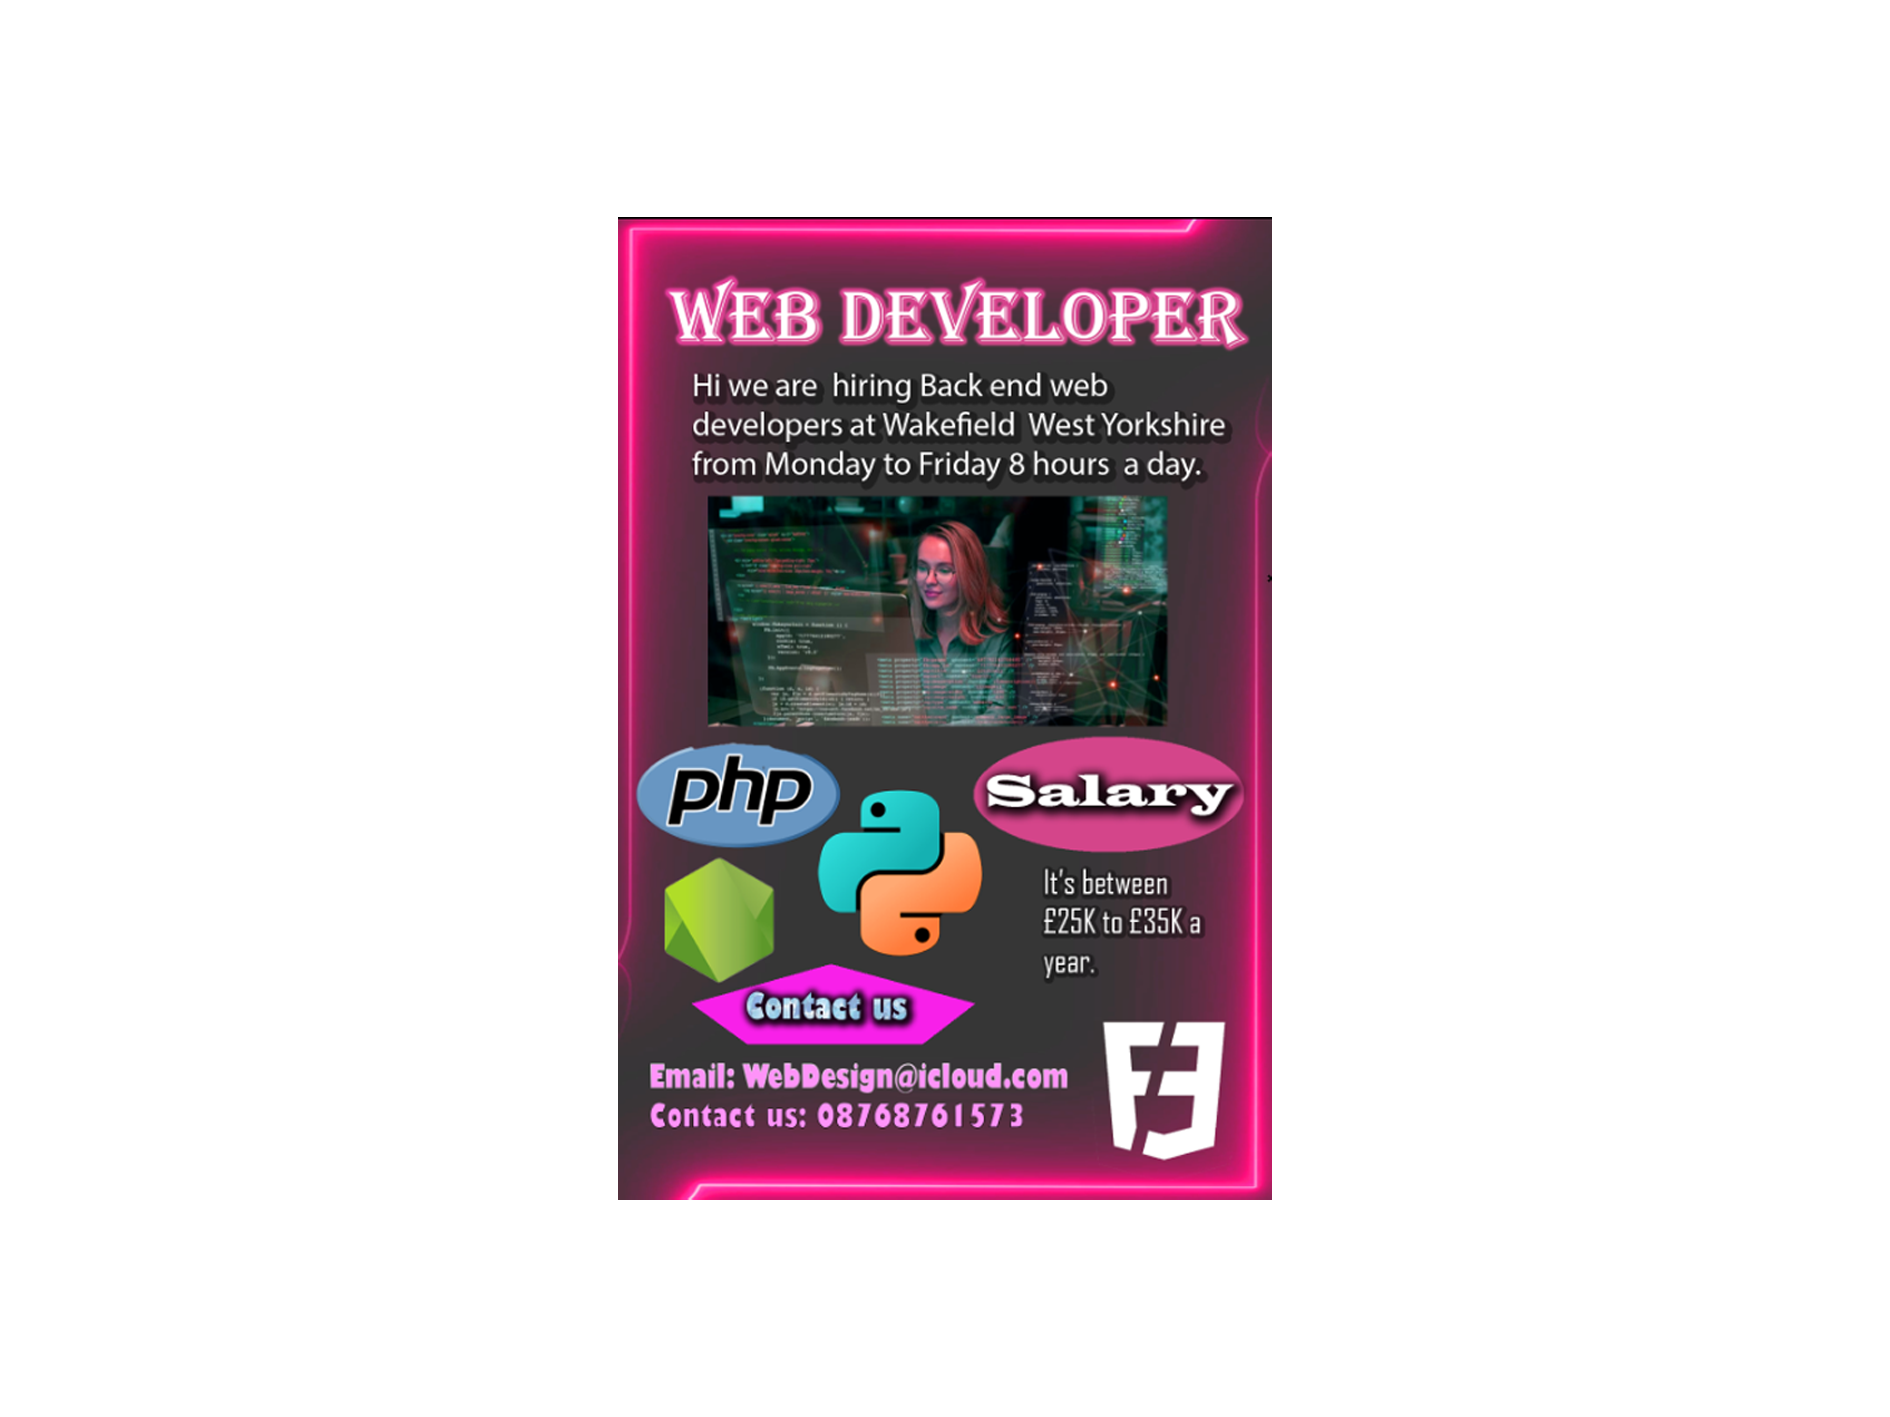 WEB DEVELOPER
Hi we are hiring Back end web
developers at Wakefield West Yorkshire
from Monday to Friday 8 hours a day.
php
Salary
It's between
£25K to £35K a
year.
Contact us
Email: WebDesign@icloud.com
Contact us: 08768761573